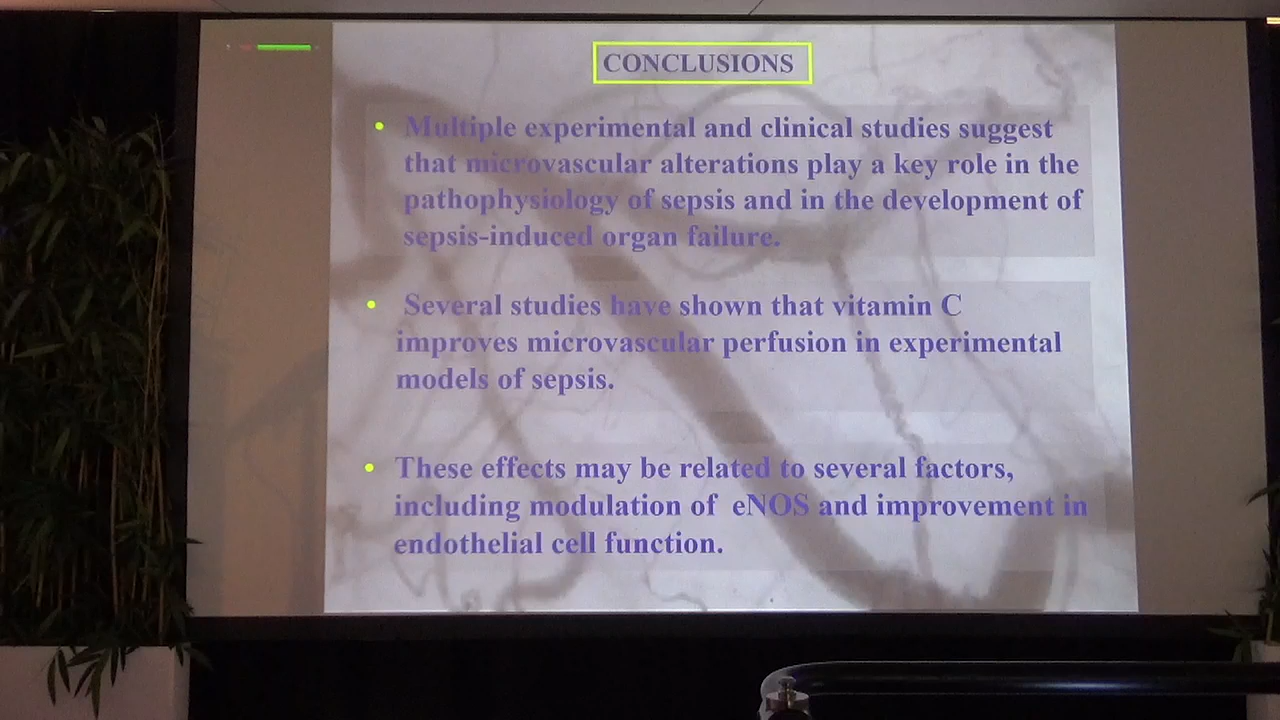 CONCLUSIONS
• Multiple experimental and clinical studies suggest
that microvascular alterations play a key role in the
pathophysiology of sepsis and in the development of
sepsis-induced organ failure.
• Several studies have shown that vitamin C
improves microvascular perfusion in experimental
models of sepsis.
• These effects may be related to several factors,
including modulation of eNOS and improvement in
endothelial cell function.